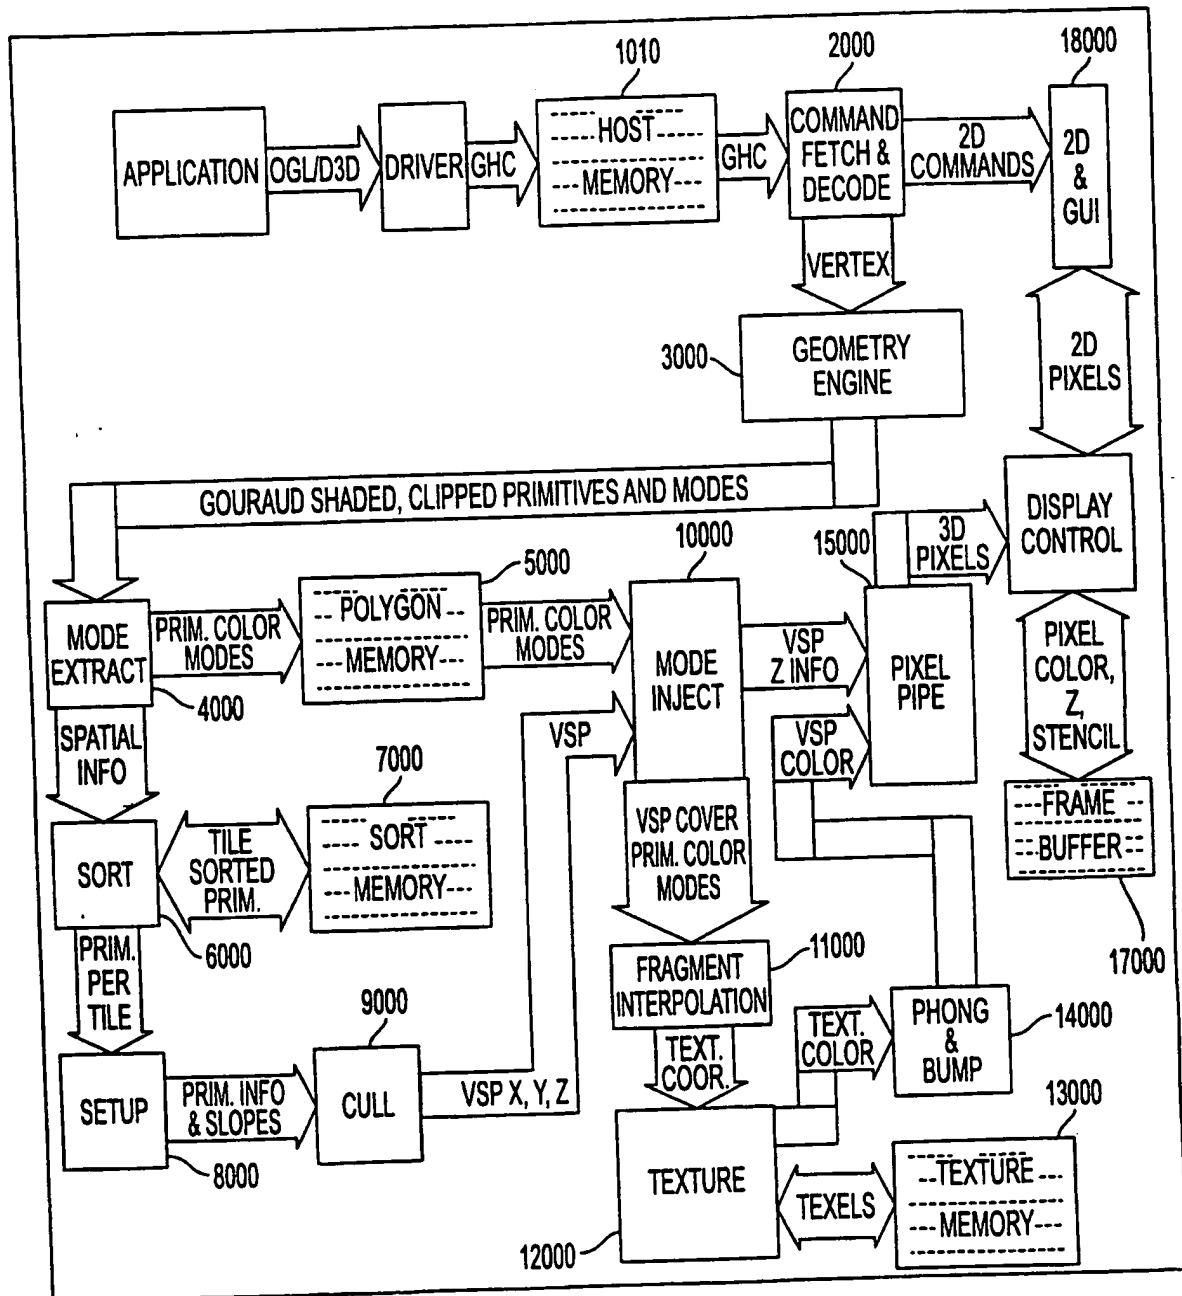 1010
2000
18000
APPLICATION
OGL/D3D
DRIVER
GHC
HOST
MEMORY
GHC
COMMAND
FETCH &
DECODE
2D
COMMANDS
2D
&
GUI
VERTEX
3000
GEOMETRY
ENGINE
2D
PIXELS
GOURAUD SHADED, CLIPPED PRIMITIVES AND MODES
DISPLAY
CONTROL
3D
PIXELS
5000
10000
15000
MODE
EXTRACT
4000
PRIM. COLOR
MODES
POLYGON
MEMORY
PRIM. COLOR
MODES
MODE
INJECT
VSP
Z INFO
PIXEL
PIPE
PIXEL
COLOR,
Z,
STENCIL
SPATIAL
INFO
VSP
VSP
COLOR
7000
SORT
6000
TILE
SORTED
PRIM.
SORT
MEMORY
VSP COVER
PRIM. COLOR
MODES
FRAME
BUFFER
17000
PRIM.
PER
TILE
9000
FRAGMENT
INTERPOLATION
11000
TEXT.
COLOR
PHONG
&
BUMP
14000
SETUP
8000
PRIM. INFO
& SLOPES
CULL
VSP X, Y, Z
TEXT.
COOR.
TEXTURE
12000
TEXELS
13000
TEXTURE
MEMORY